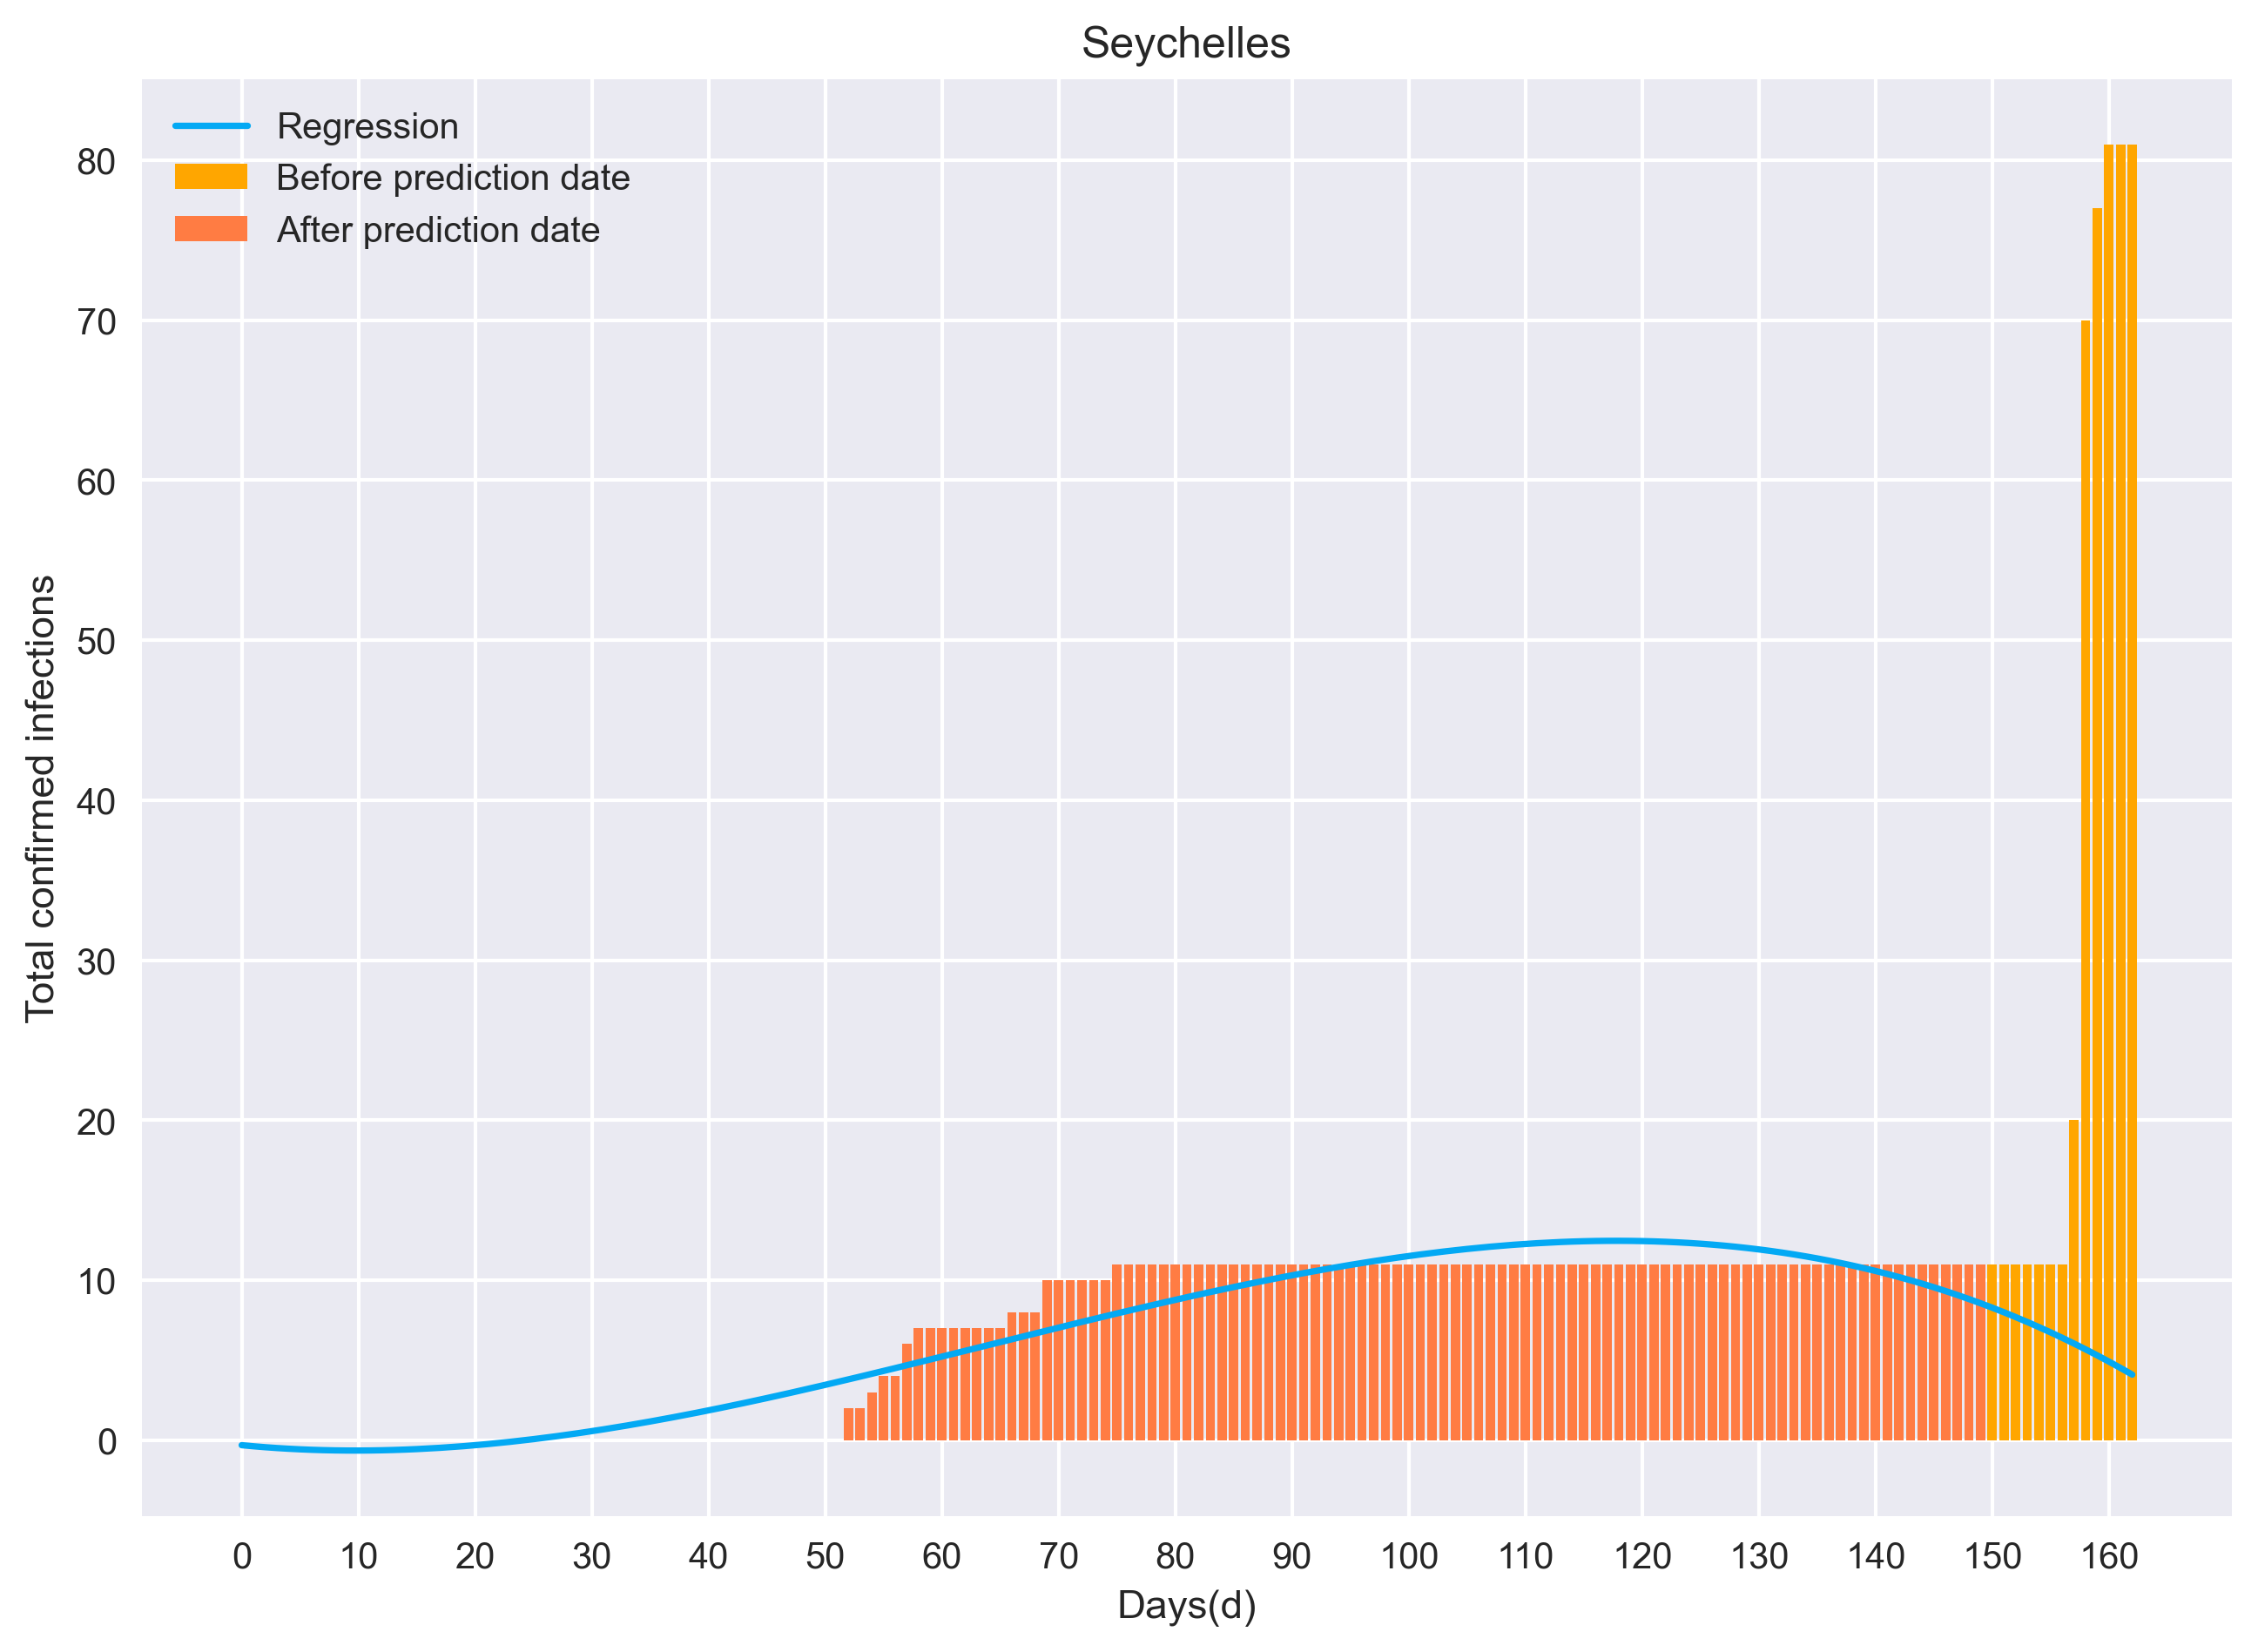 Seychelles
Regression
Before prediction date
After prediction date
Total confirmed infections
80
70
60
50
40
30
20
10
0
0 10 20 30 40 50 60 70 80 90 100 110 120 130 140 150 160
Days(d)